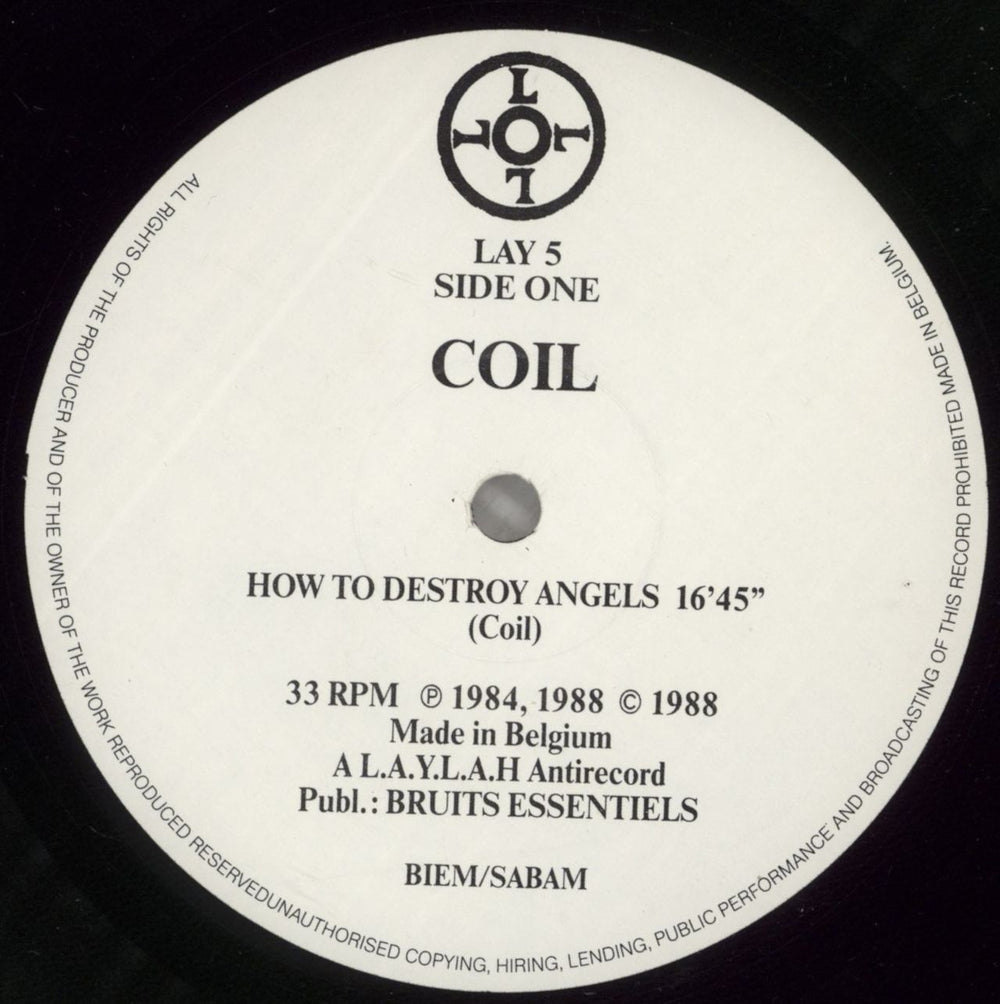 L
L O L
L
LAY 5
SIDE ONE
COIL
HOW TO DESTROY ANGELS 16'45”
(Coil)
33 RPM ℗ 1984, 1988 © 1988
Made in Belgium
A L.A.Y.L.A.H Antirecord
Publ.: BRUITS ESSENTIELS
BIEM/SABAM
ALL RIGHTS OF THE PRODUCER AND OF THE OWNER OF THE WORK REPRODUCED RESERVEDUNAUTHORISED COPYING, HIRING, LENDING, PUBLIC PERFORMANCE AND BROADCASTING OF THIS RECORD PROHIBITED MADE IN BELGIUM.